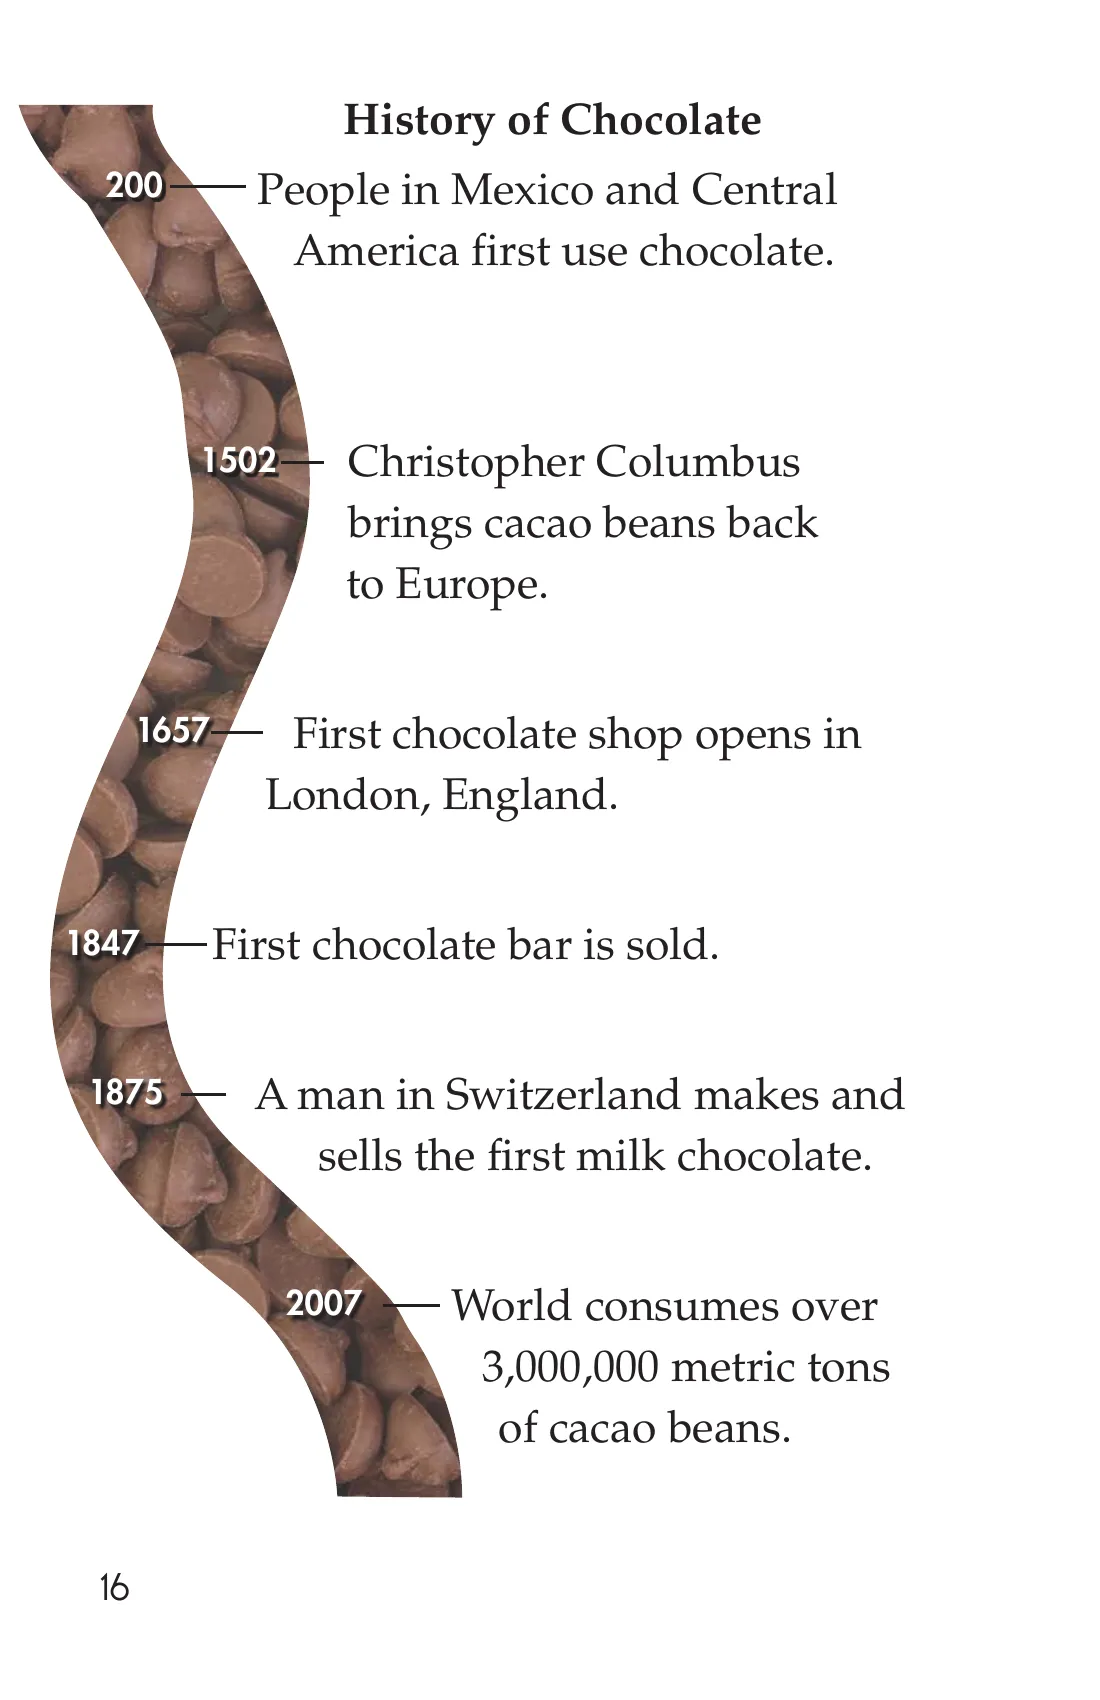 History of Chocolate
200 People in Mexico and Central
America first use chocolate.
1502 Christopher Columbus
brings cacao beans back
to Europe.
1657 First chocolate shop opens in
London, England.
1847 First chocolate bar is sold.
1875 A man in Switzerland makes and
sells the first milk chocolate.
2007 World consumes over
3,000,000 metric tons
of cacao beans.
16